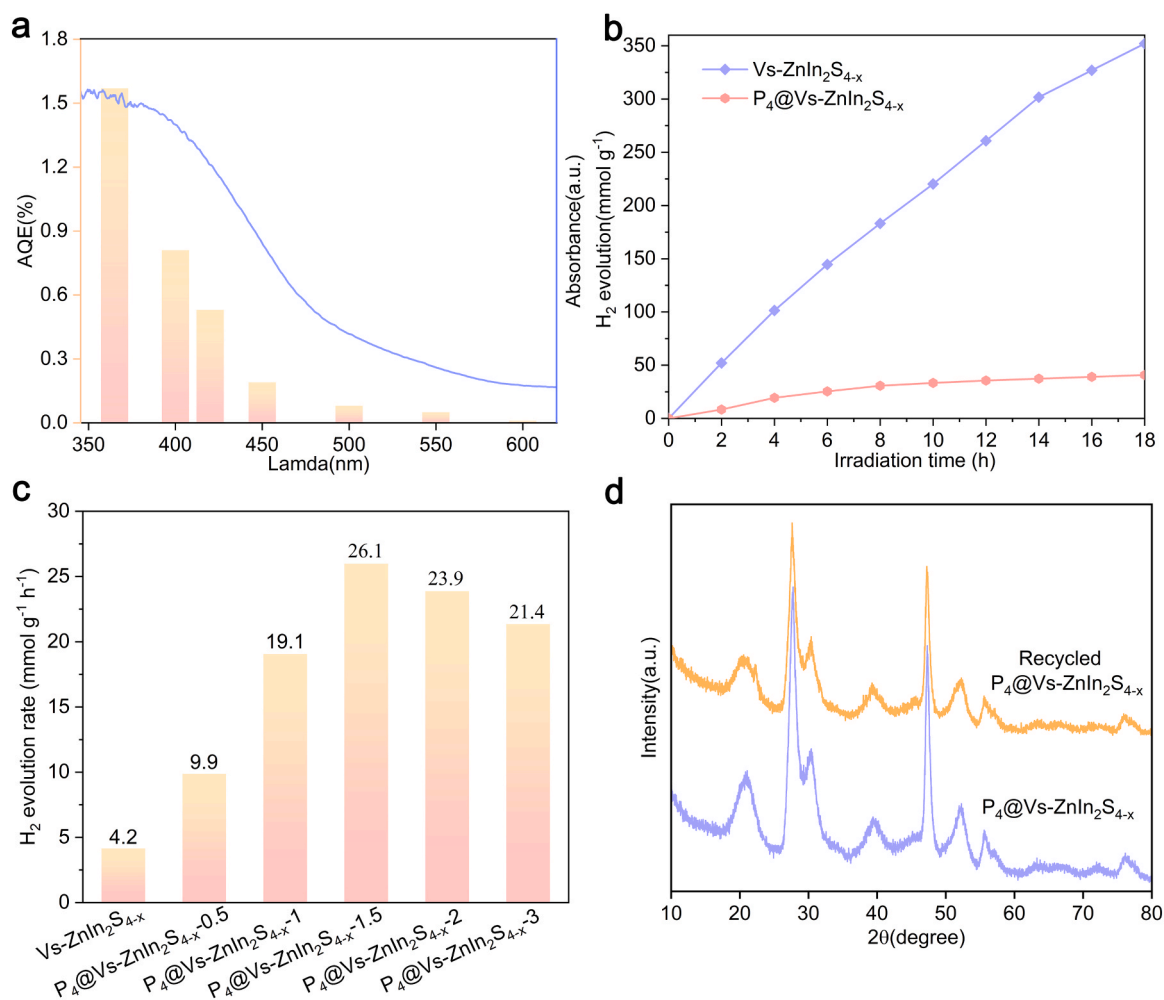 a
1.8
1.5
1.2
0.9
0.6
0.3
0.0
AQE(%)
Absorbance(a.u.)
350
400
450
500
550
600
Lamda(nm)
b
350
300
250
200
150
100
50
0
H₂ evolution(mmol g⁻¹)
Vs-ZnIn₂S₄₋ₓ
P₄@Vs-ZnIn₂S₄₋ₓ
0
2
4
6
8
10
12
14
16
18
Irradiation time (h)
c
30
25
20
15
10
5
0
H₂ evolution rate (mmol g⁻¹ h⁻¹)
4.2
9.9
19.1
26.1
23.9
21.4
Vs-ZnIn₂S₄₋ₓ
P₄@Vs-ZnIn₂S₄₋ₓ-0.5
P₄@Vs-ZnIn₂S₄₋ₓ-1
P₄@Vs-ZnIn₂S₄₋ₓ-1.5
P₄@Vs-ZnIn₂S₄₋ₓ-2
P₄@Vs-ZnIn₂S₄₋ₓ-3
d
Intensity(a.u.)
Recycled
P₄@Vs-ZnIn₂S₄₋ₓ
P₄@Vs-ZnIn₂S₄₋ₓ
10
20
30
40
50
60
70
80
2θ(degree)